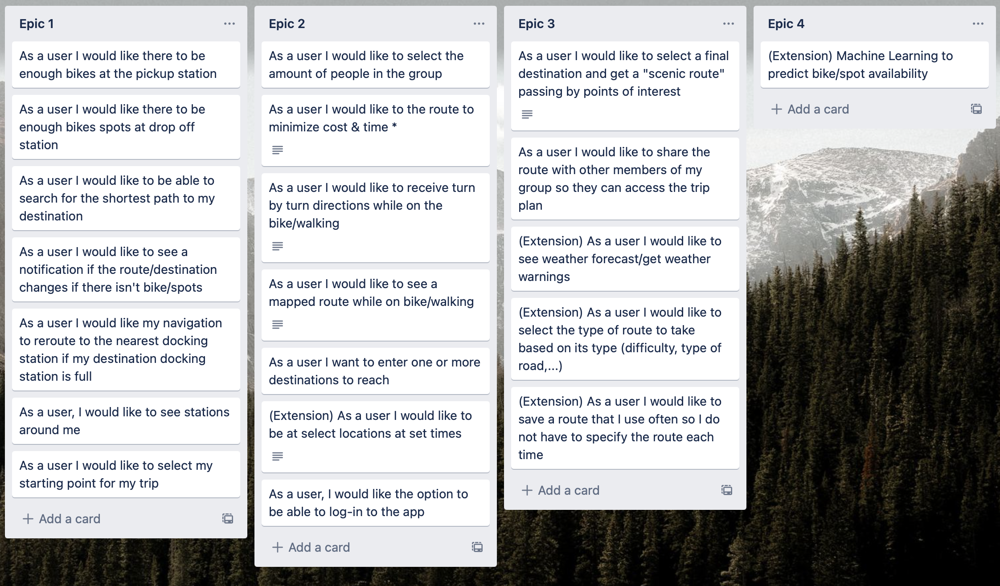 Epic 1
As a user I would like there to be
enough bikes at the pickup station
As a user I would like there to be
enough bikes spots at drop off
station
As a user I would like to be able to
search for the shortest path to my
destination
As a user I would like to see a
notification if the route/destination
changes if there isn't bike/spots
As a user I would like my navigation
to reroute to the nearest docking
station if my destination docking
station is full
As a user, I would like to see stations
around me
As a user I would like to select my
starting point for my trip
+ Add a card
Epic 2
As a user I would like to select the
amount of people in the group
As a user I would like to the route to
minimize cost & time *
As a user I would like to receive turn
by turn directions while on the
bike/walking
As a user I would like to see a
mapped route while on bike/walking
As a user I want to enter one or more
destinations to reach
(Extension) As a user I would like to
be at select locations at set times
As a user, I would like the option to
be able to log-in to the app
+ Add a card
Epic 3
As a user I would like to select a final
destination and get a "scenic route"
passing by points of interest
As a user I would like to share the
route with other members of my
group so they can access the trip
plan
(Extension) As a user I would like to
see weather forecast/get weather
warnings
(Extension) As a user I would like to
select the type of route to take
based on its type (difficulty, type of
road,...)
(Extension) As a user I would like to
save a route that I use often so I do
not have to specify the route each
time
+ Add a card
Epic 4
(Extension) Machine Learning to
predict bike/spot availability
+ Add a card